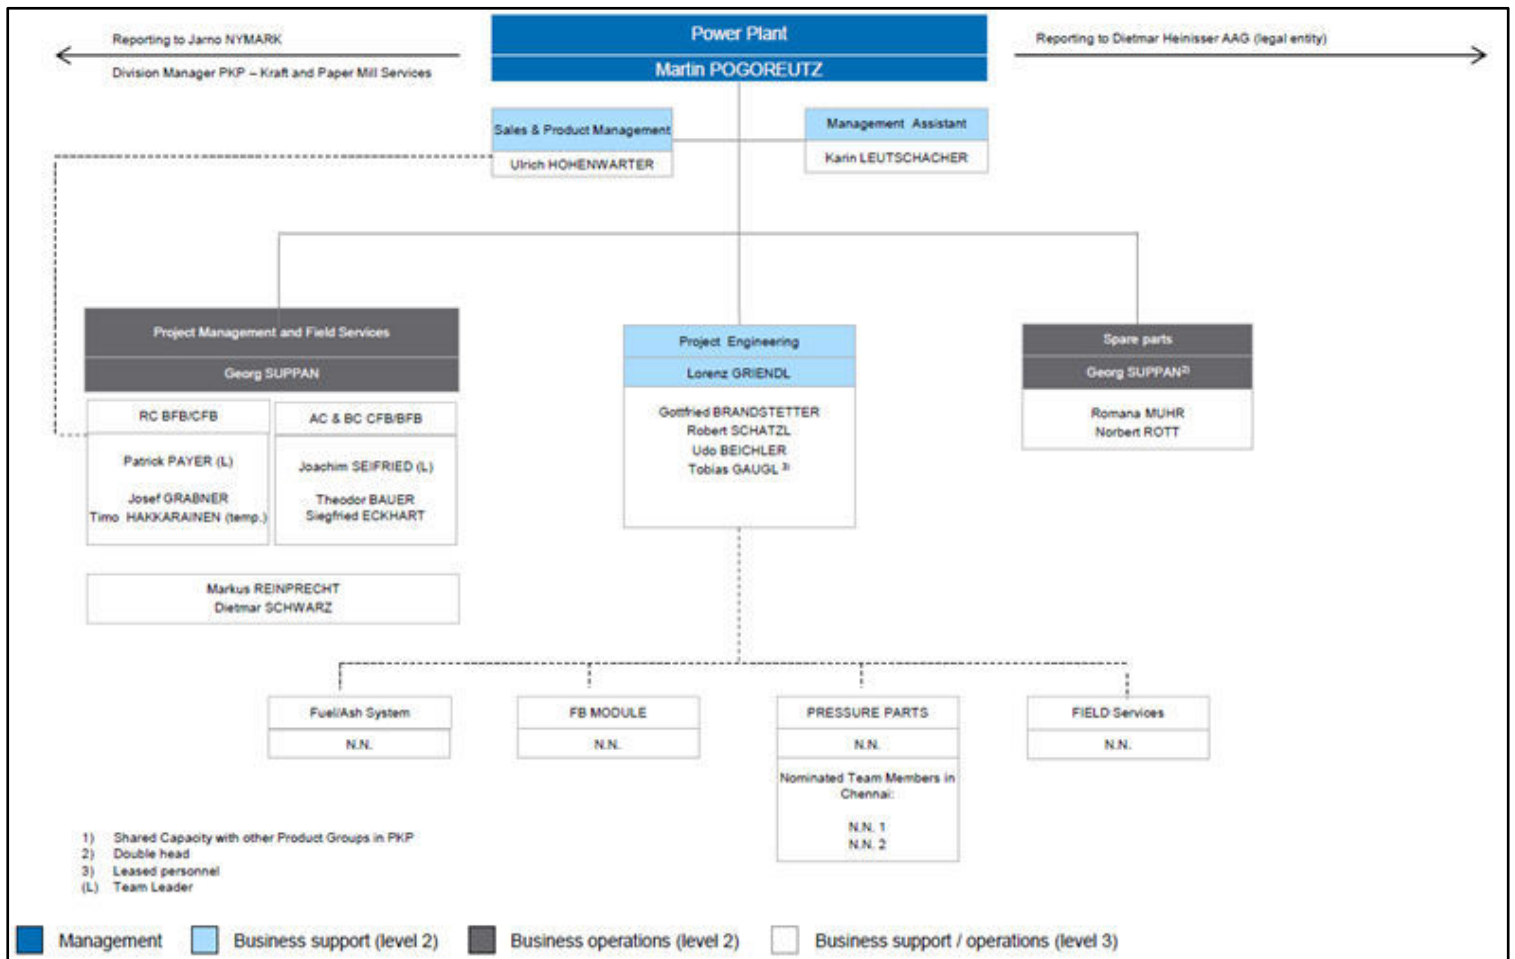 Power Plant
Martin POGOREUTZ
Reporting to Jarno NYMARK
Division Manager PKP – Kraft and Paper Mill Services
Reporting to Dietmar Heinisser AAG (legal entity)
Sales & Product Management
Ulrich HOHENWARTER
Management Assistant
Karin LEUTSCHACHER
Project Management and Field Services
Georg SUPPAN
RC BFB/CFB
Patrick PAYER (L)
Josef GRABNER
Timo HAKKARAINEN (temp.)
AC & BC CFB/BFB
Joachim SEIFRIED (L)
Theodor BAUER
Siegfried ECKHART
Markus REINPRECHT
Dietmar SCHWARZ
Project Engineering
Lorenz GRIENDL
Gottfried BRANDSTETTER
Robert SCHATZL
Udo BEICHLER
Tobias GAUGL 3)
Spare parts
Georg SUPPAN2)
Romana MUHR
Norbert ROTT
Fuel/Ash System
N.N.
FB MODULE
N.N.
PRESSURE PARTS
N.N.
Nominated Team Members in
Chennai:
N.N. 1
N.N. 2
FIELD Services
N.N.
1) Shared Capacity with other Product Groups in PKP
2) Double head
3) Leased personnel
(L) Team Leader
Management
Business support (level 2)
Business operations (level 2)
Business support / operations (level 3)